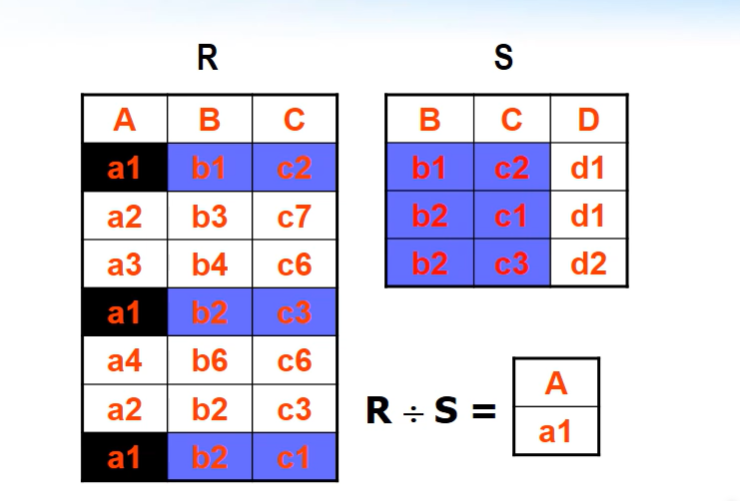 R
A B C
a1 b1 c2
a2 b3 c7
a3 b4 c6
a1 b2 c3
a4 b6 c6
a2 b2 c3
a1 b2 c1
S
B C D
b1 c2 d1
b2 c1 d1
b2 c3 d2
R ÷ S =
A
a1